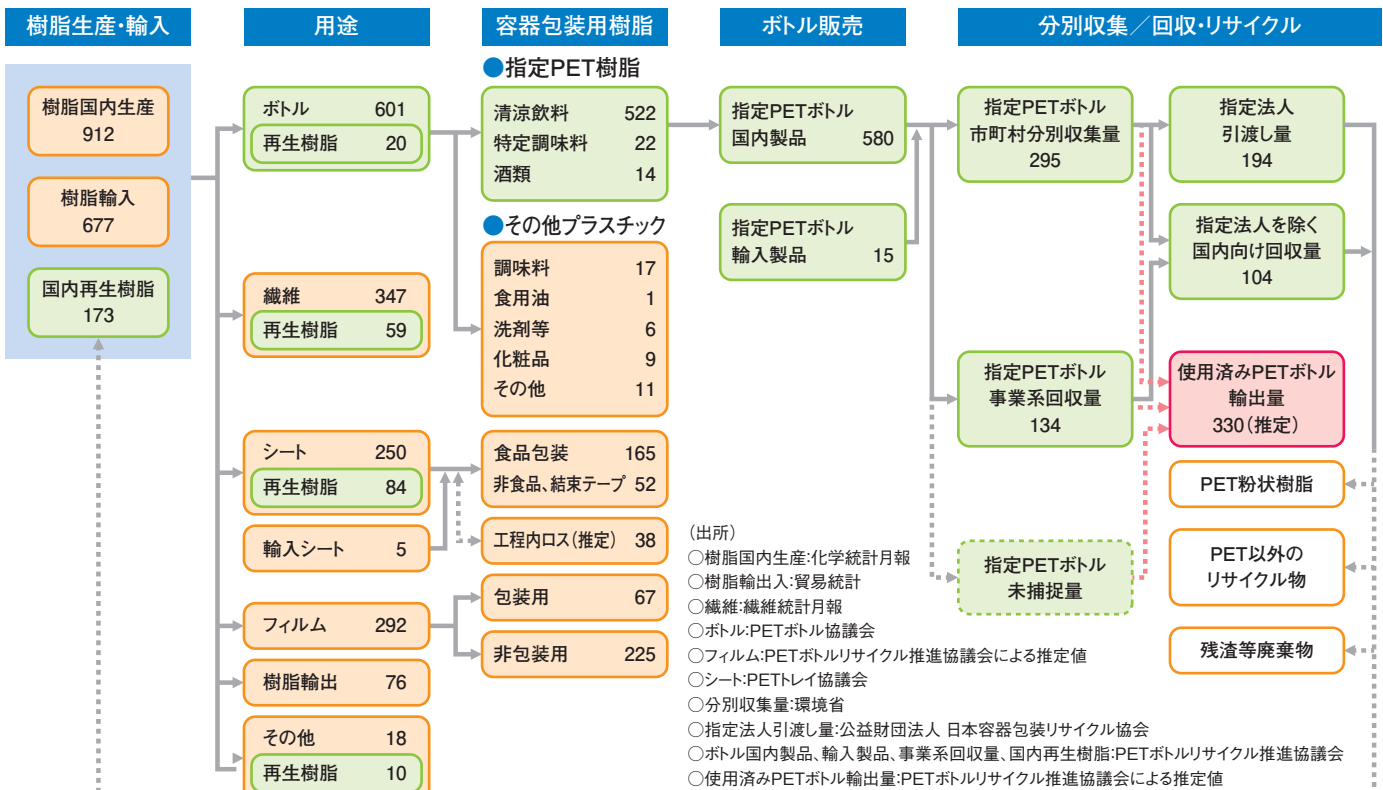 樹脂生産・輸入
用途
容器包装用樹脂
ボトル販売
分別収集／回収・リサイクル
樹脂国内生産
912
樹脂輸入
677
国内再生樹脂
173
ボトル 601
再生樹脂 20
繊維 347
再生樹脂 59
シート 250
再生樹脂 84
輸入シート 5
フィルム 292
樹脂輸出 76
その他 18
再生樹脂 10
●指定PET樹脂
清涼飲料 522
特定調味料 22
酒類 14
●その他プラスチック
調味料 17
食用油 1
洗剤等 6
化粧品 9
その他 11
食品包装 165
非食品、結束テープ 52
工程内ロス(推定) 38
包装用 67
非包装用 225
指定PETボトル
国内製品 580
指定PETボトル
輸入製品 15
指定PETボトル
市町村分別収集量
295
指定PETボトル
事業系回収量
134
指定PETボトル
未捕捉量
指定法人
引渡し量
194
指定法人を除く
国内向け回収量
104
使用済みPETボトル
輸出量
330(推定)
PET粉状樹脂
PET以外の
リサイクル物
残渣等廃棄物
(出所)
○樹脂国内生産:化学統計月報
○樹脂輸出入:貿易統計
○繊維:繊維統計月報
○ボトル:PETボトル協議会
○フィルム:PETボトルリサイクル推進協議会による推定値
○シート:PETトレイ協議会
○分別収集量:環境省
○指定法人引渡し量:公益財団法人 日本容器包装リサイクル協会
○ボトル国内製品、輸入製品、事業系回収量、国内再生樹脂:PETボトルリサイクル推進協議会
○使用済みPETボトル輸出量:PETボトルリサイクル推進協議会による推定値